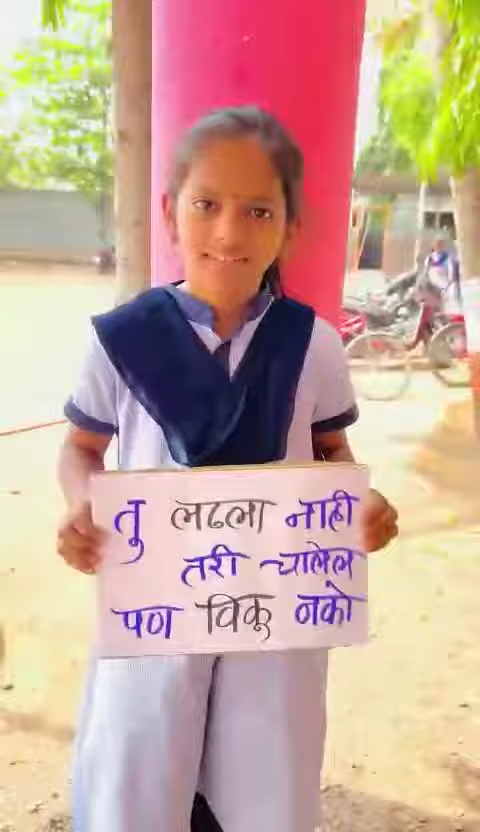 तु लढला नाही
तरी चालेल
पण विकू नको